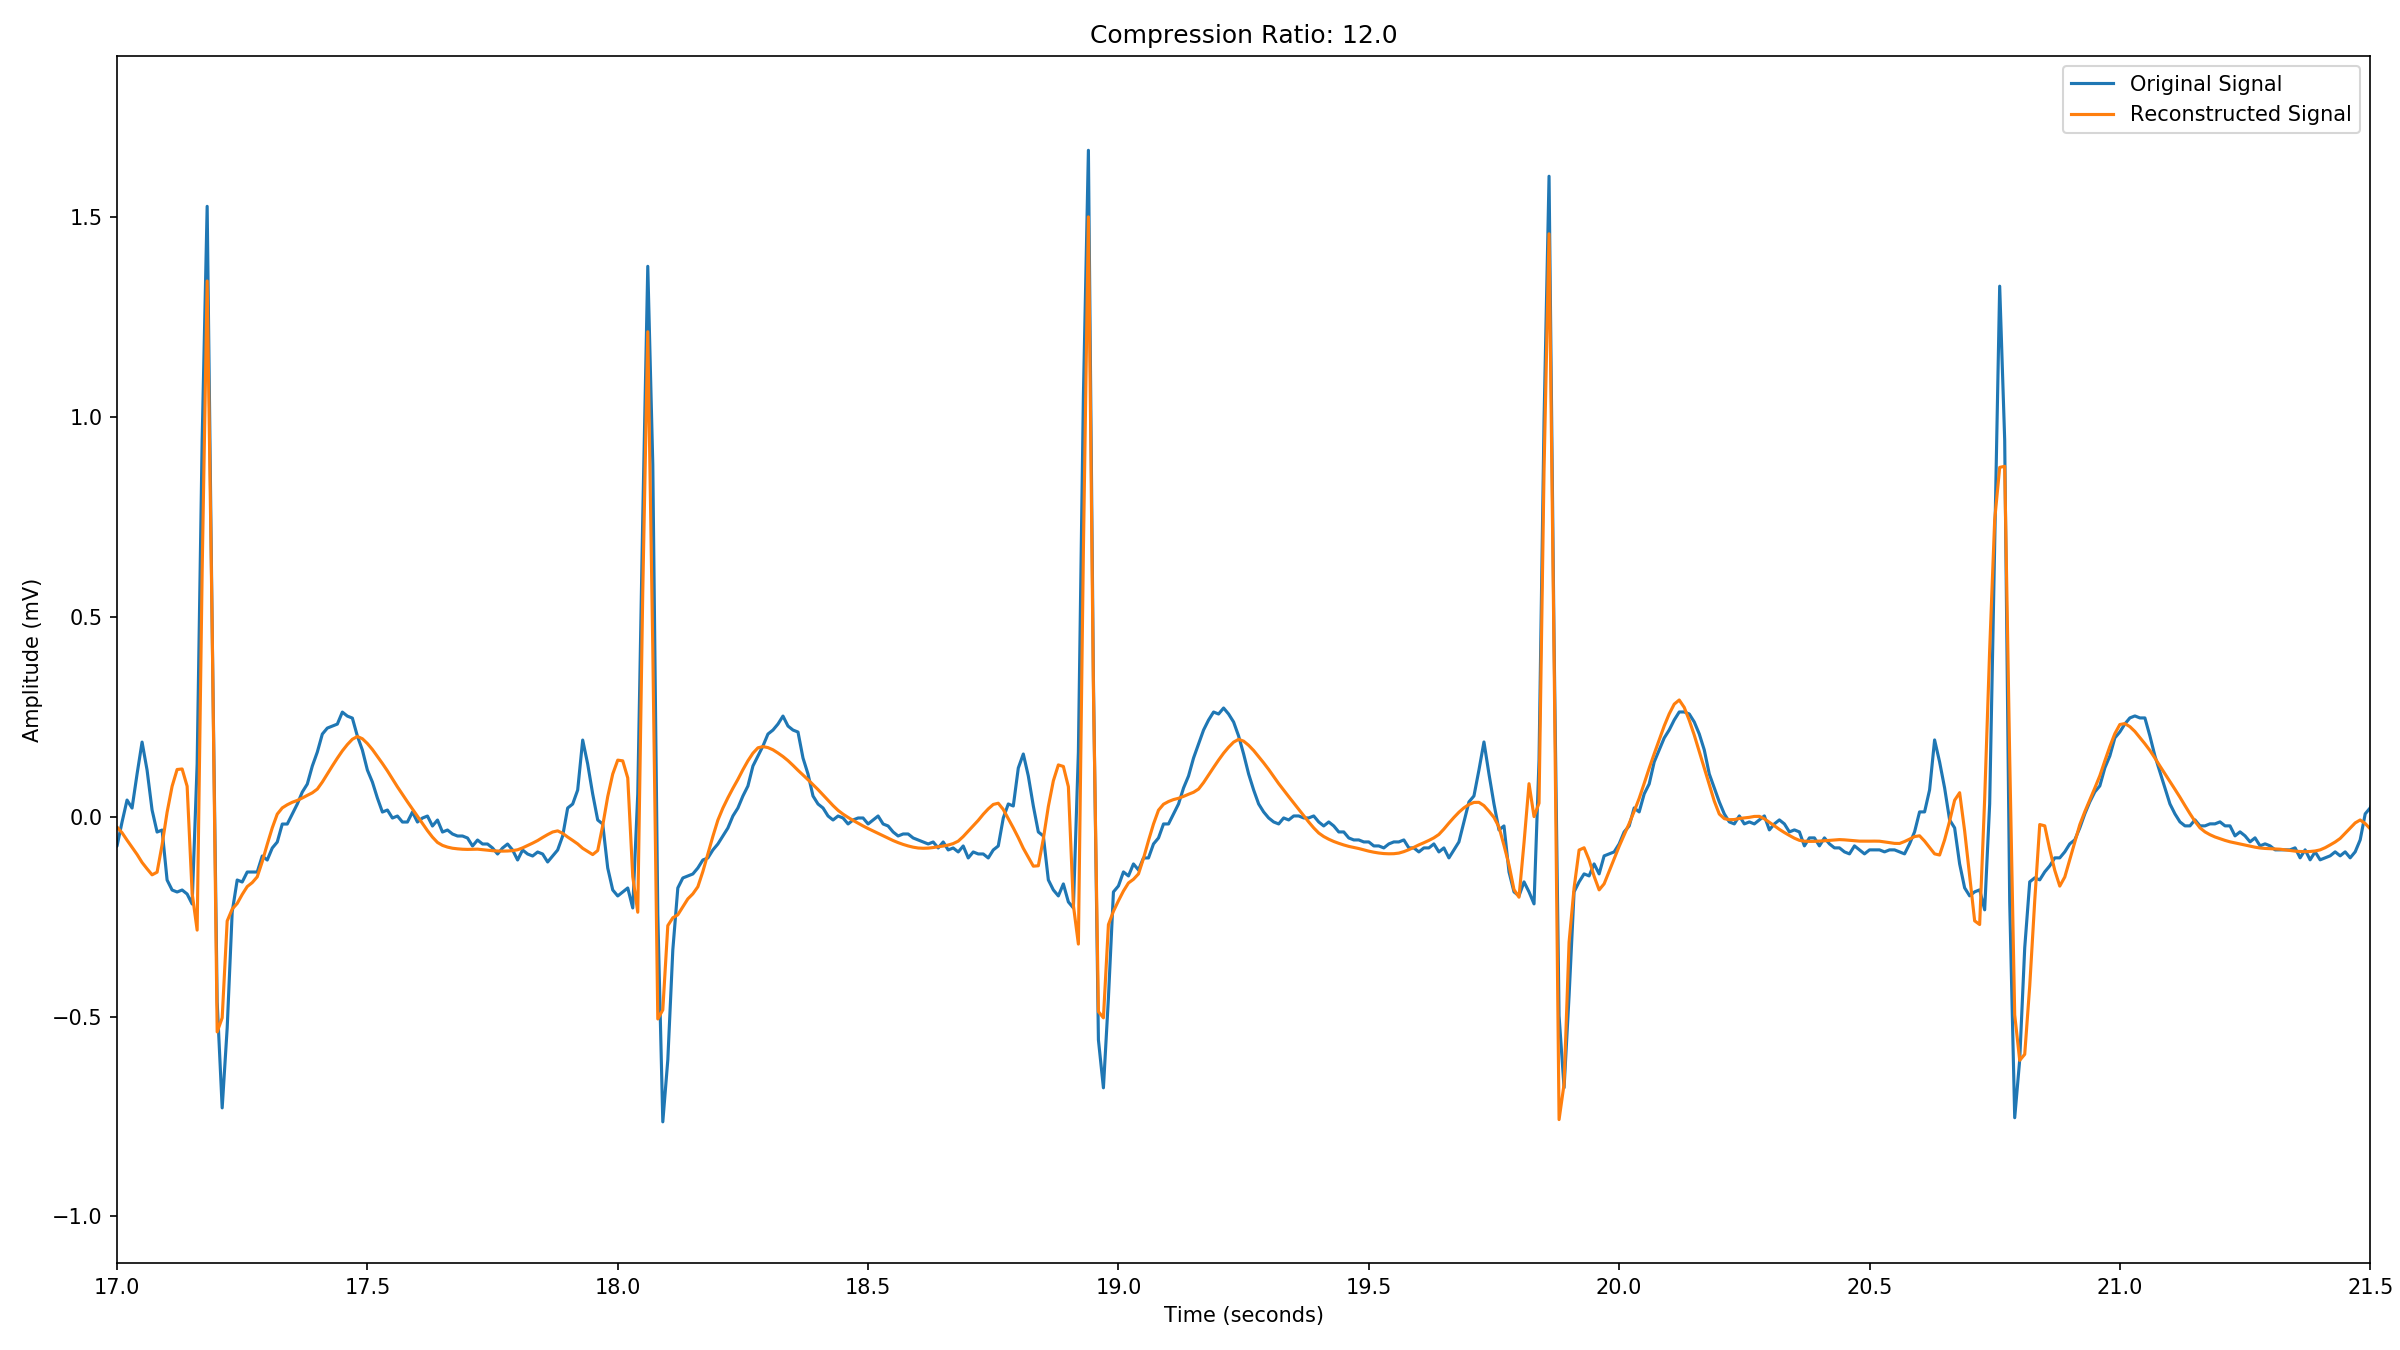 Compression Ratio: 12.0
Original Signal
Reconstructed Signal
1.5
1.0
0.5
0.0
−0.5
−1.0
Amplitude (mV)
17.0 17.5 18.0 18.5 19.0 19.5 20.0 20.5 21.0 21.5
Time (seconds)